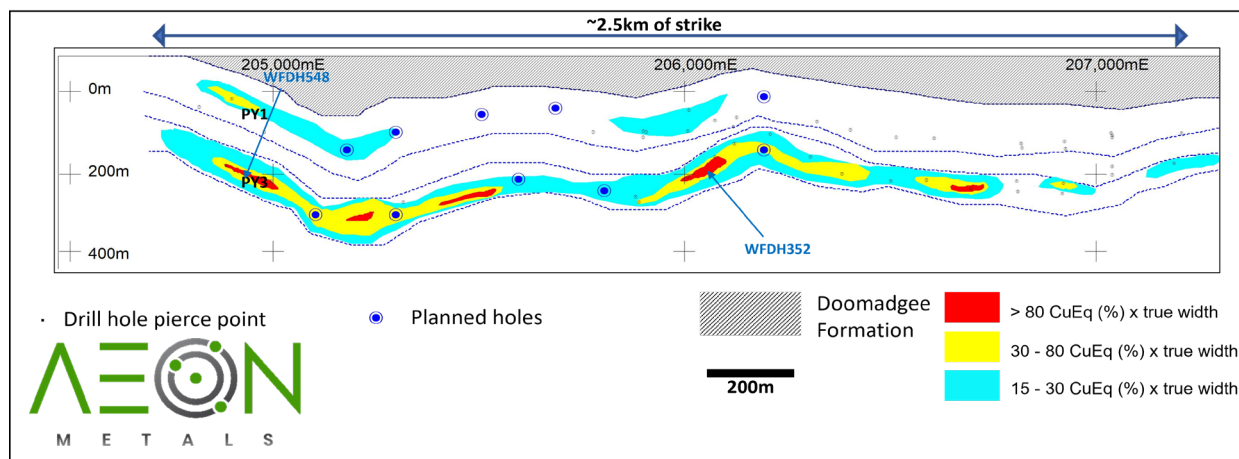 ~2.5km of strike
205,000mE
206,000mE
207,000mE
WFDH548
0m
PY1
200m
PY3
400m
WFDH352
Drill hole pierce point
Planned holes
Doomadgee
Formation
200m
> 80 CuEq (%) x true width
30 - 80 CuEq (%) x true width
15 - 30 CuEq (%) x true width
AEON
METALS